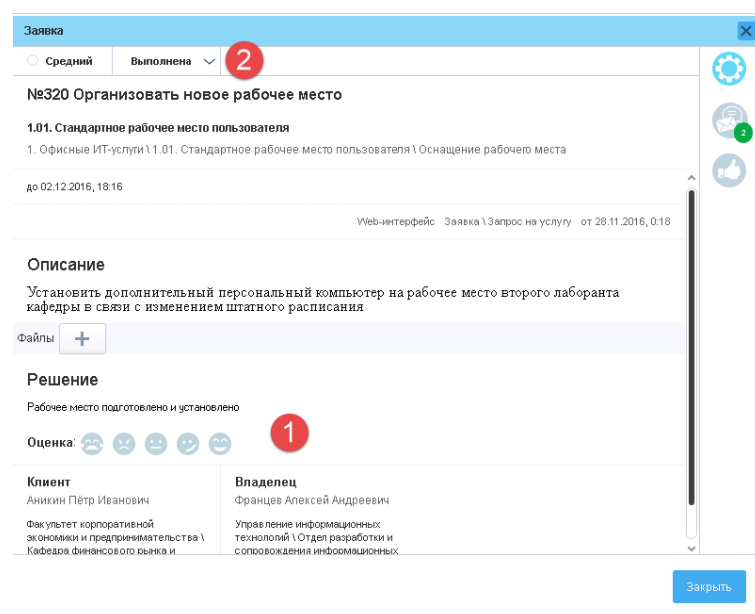 Заявка
Средний Выполнена 2
№320 Организовать новое рабочее место
1.01. Стандартное рабочее место пользователя
1. Офисные ИТ-услуги \ 1.01. Стандартное рабочее место пользователя \ Оснащение рабочего места
2
до 02.12.2016, 18:16
Web-интерфейс Заявка \ Запрос на услугу от 28.11.2016, 0:18
Описание
Установить дополнительный персональный компьютер на рабочее место второго лаборанта
кафедры в связи с изменением штатного расписания
Файлы +
Решение
Рабочее место подготовлено и установлено
Оценка: 1
Клиент Владелец
Аникин Пётр Иванович Францев Алексей Андреевич
Факультет корпоративной Управление информационных
экономики и предпринимательства \ технологий \ Отдел разработки и
Кафедра финансового рынка и сопровождения информационных
Закрыть